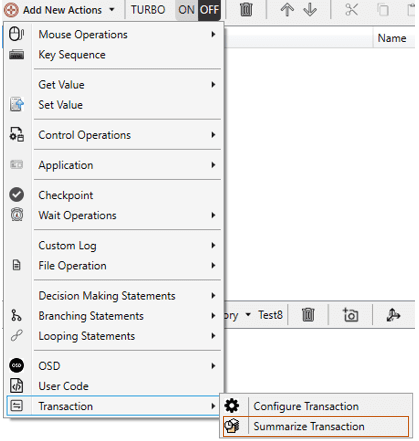 Add New Actions TURBO ON OFF
Name
Mouse Operations
Key Sequence
Get Value
Set Value
Control Operations
Application
Checkpoint
Wait Operations
Custom Log
File Operation
Decision Making Statements
Branching Statements
ory Test8
Looping Statements
OSD OSD
User Code
Transaction
Configure Transaction
Summarize Transaction